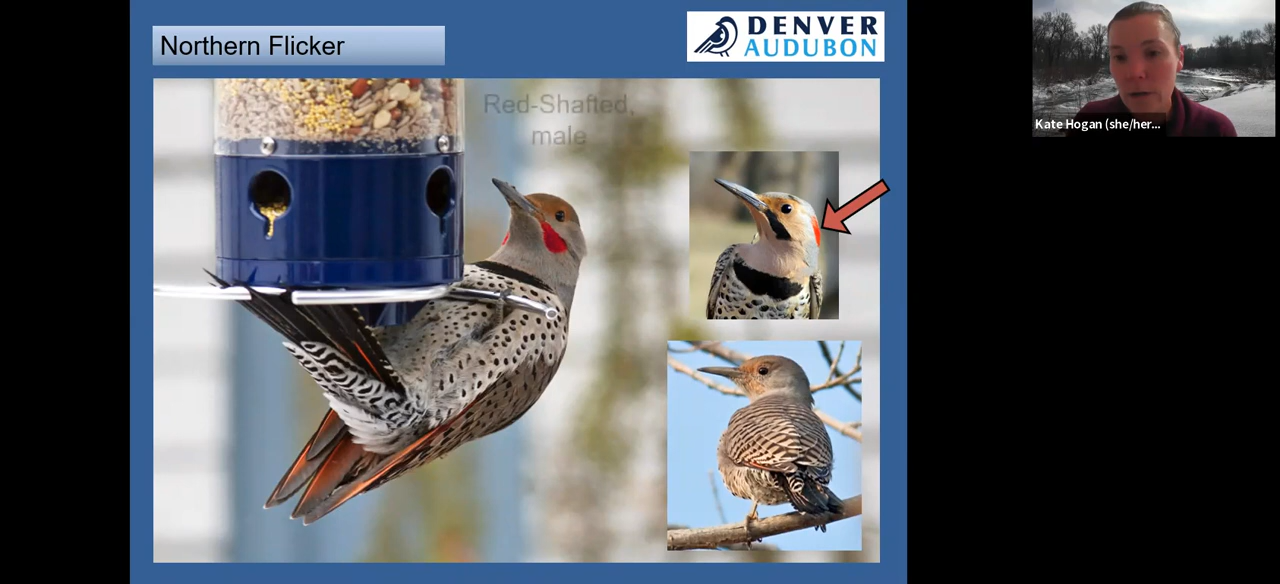 Northern Flicker
DENVER
AUDUBON
Red-Shafted,
male
Kate Hogan (she/her...